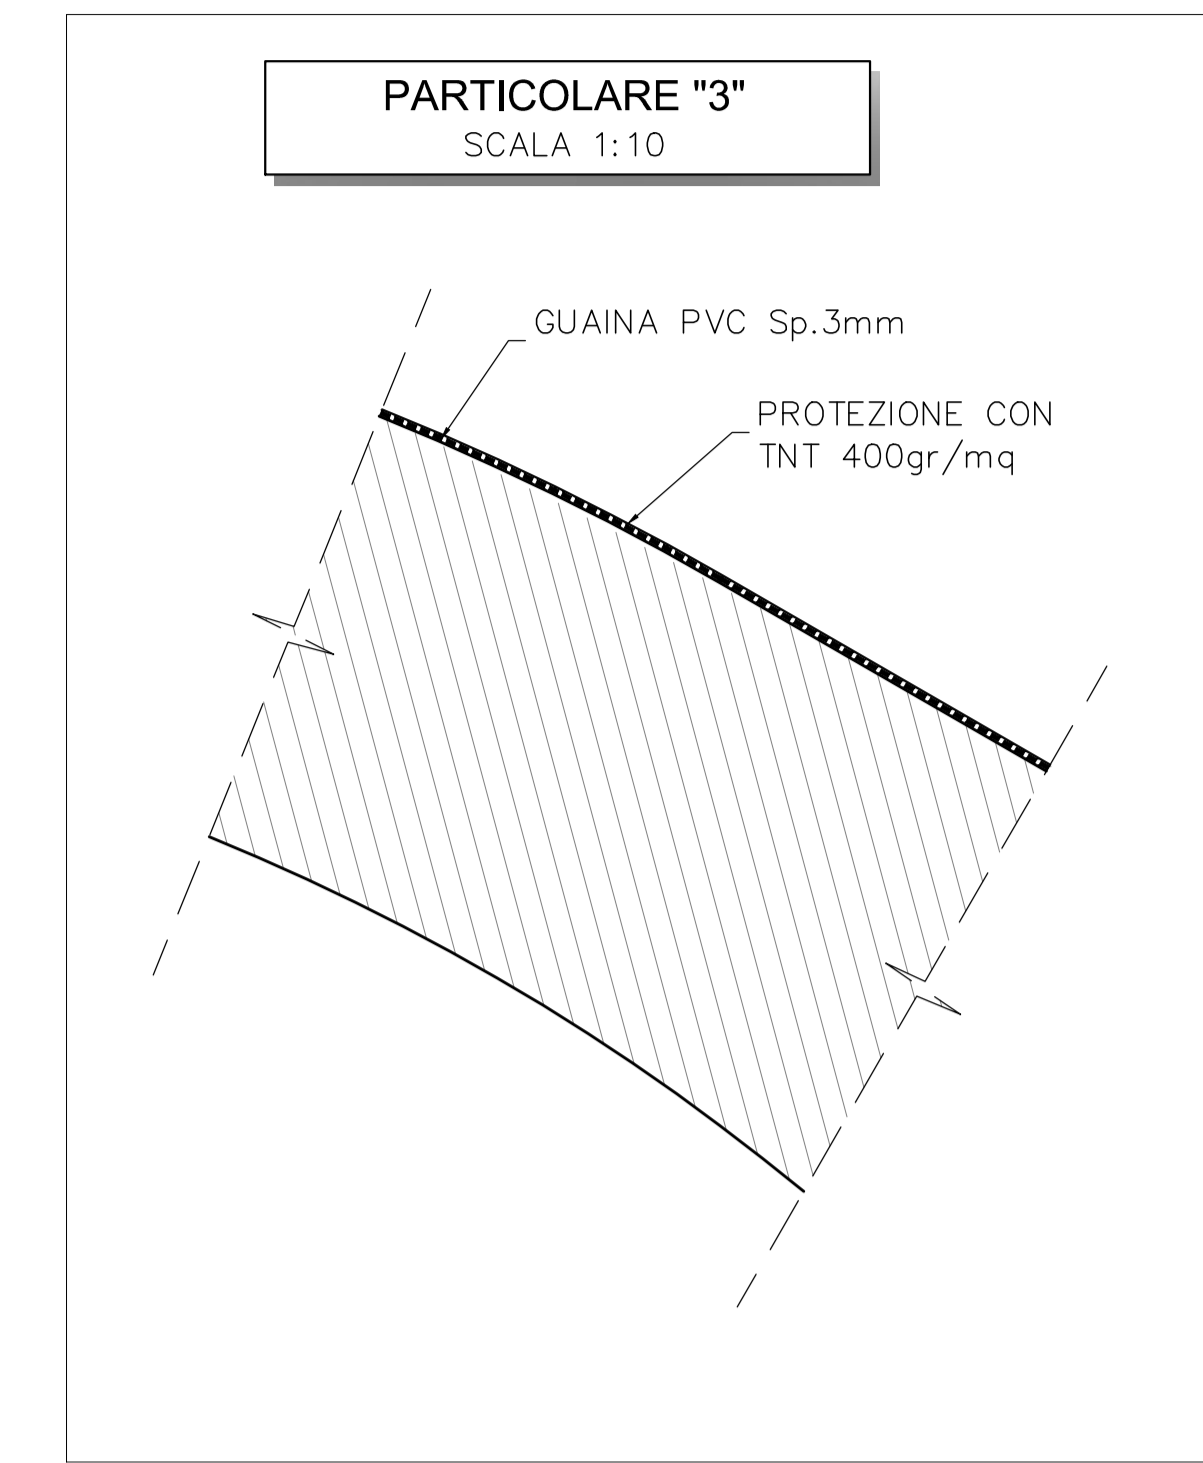 PARTICOLARE "3"
SCALA 1:10
GUAINA PVC Sp.3mm
PROTEZIONE CON
TNT 400gr/mq